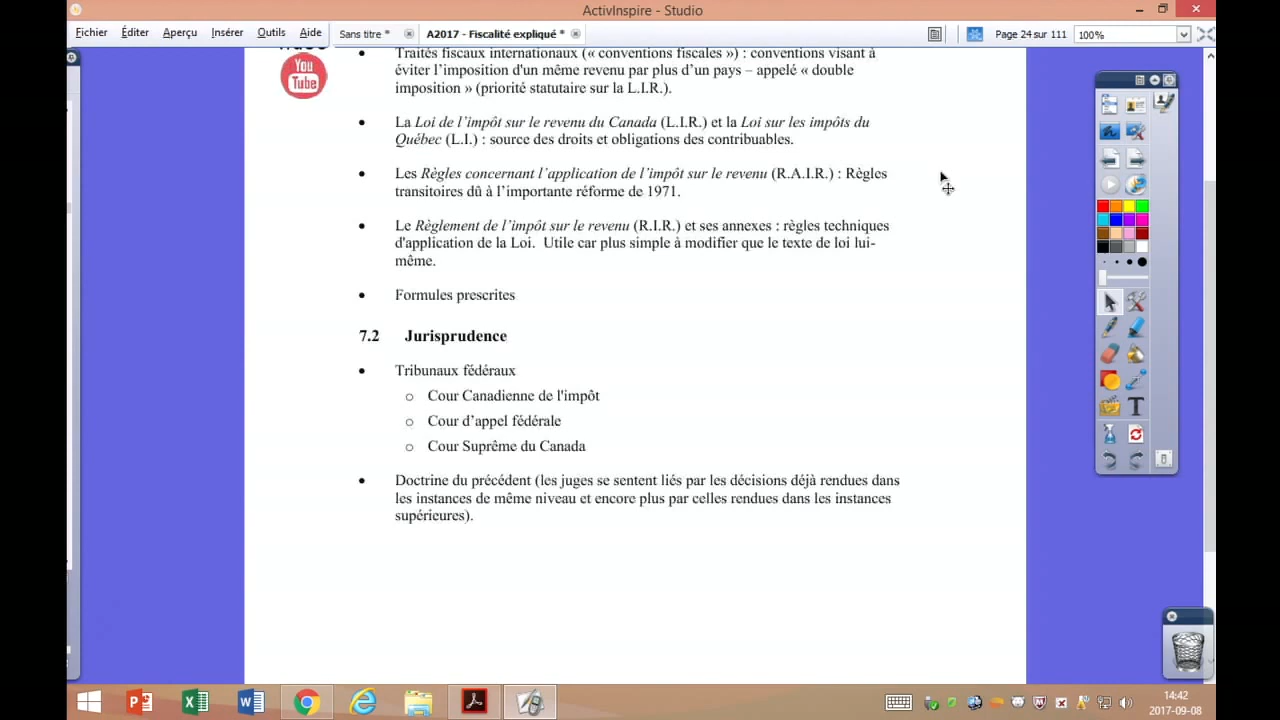 ActivInspire - Studio
Fichier Éditer Aperçu Insérer Outils Aide Sans titre * A2017 - Fiscalité expliqué * Page 24 sur 111 100%
You
Tube
• Traités fiscaux internationaux (« conventions fiscales ») : conventions visant à
éviter l’imposition d'un même revenu par plus d’un pays – appelé « double
imposition » (priorité statutaire sur la L.I.R.).
• La Loi de l’impôt sur le revenu du Canada (L.I.R.) et la Loi sur les impôts du
Québec (L.I.) : source des droits et obligations des contribuables.
• Les Règles concernant l’application de l’impôt sur le revenu (R.A.I.R.) : Règles
transitoires dû à l’importante réforme de 1971.
• Le Règlement de l’impôt sur le revenu (R.I.R.) et ses annexes : règles techniques
d'application de la Loi. Utile car plus simple à modifier que le texte de loi lui-
même.
• Formules prescrites
7.2 Jurisprudence
• Tribunaux fédéraux
o Cour Canadienne de l'impôt
o Cour d’appel fédérale
o Cour Suprême du Canada
• Doctrine du précédent (les juges se sentent liés par les décisions déjà rendues dans
les instances de même niveau et encore plus par celles rendues dans les instances
supérieures).
14:42
2017-09-08